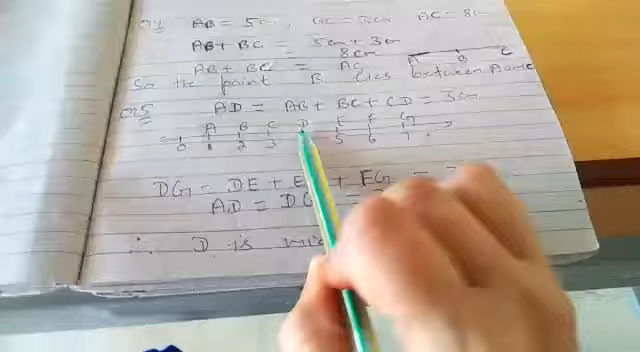 Q4 AB = 5cm, BC = 3cm AC = 8cm
AB + BC = 5cm + 3cm
8cm
AB + BC = AC
A B C
So the point B lies between A and C
Q5 AD = AB + BC + CD = 3cm
A B C D E F G
0 1 2 3 5 6 7
DG = DE + E + FG =
AD = DG =
∴ D is